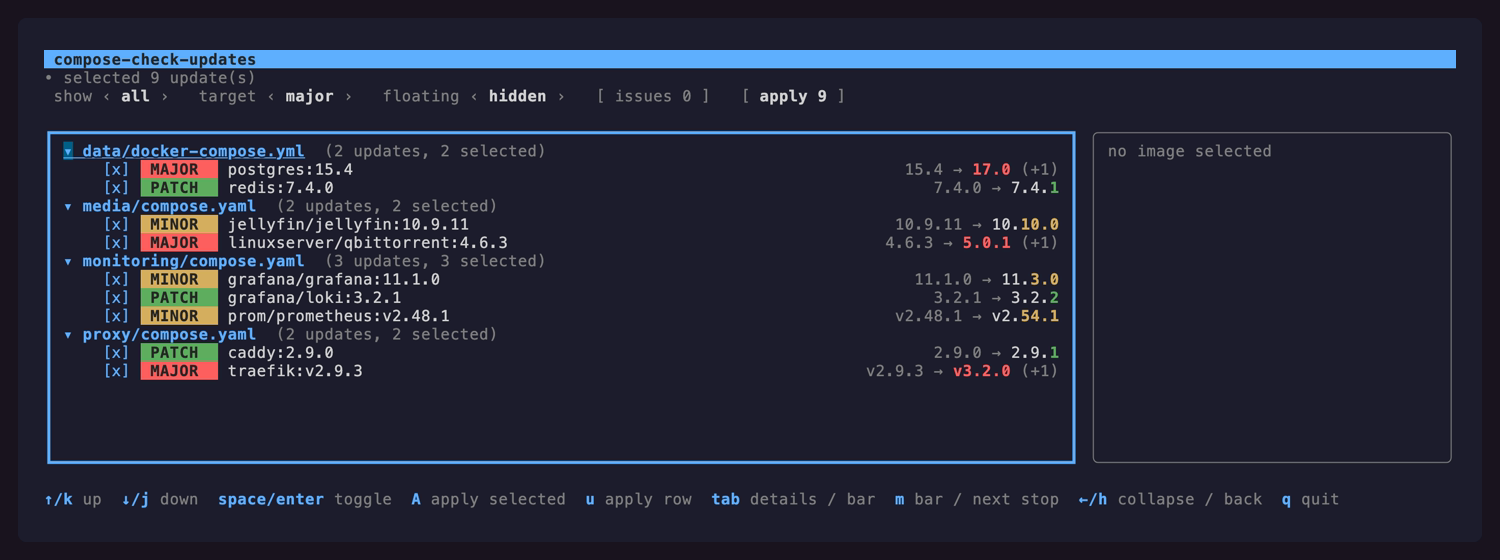 compose-check-updates
• selected 9 update(s)
show ‹ all ›   target ‹ major ›   floating ‹ hidden ›   [ issues 0 ]   [ apply 9 ]
▾ data/docker-compose.yml  (2 updates, 2 selected)
[x] MAJOR postgres:15.4 15.4 → 17.0 (+1)
[x] PATCH redis:7.4.0 7.4.0 → 7.4.1
▾ media/compose.yaml  (2 updates, 2 selected)
[x] MINOR jellyfin/jellyfin:10.9.11 10.9.11 → 10.10.0
[x] MAJOR linuxserver/qbittorrent:4.6.3 4.6.3 → 5.0.1 (+1)
▾ monitoring/compose.yaml  (3 updates, 3 selected)
[x] MINOR grafana/grafana:11.1.0 11.1.0 → 11.3.0
[x] PATCH grafana/loki:3.2.1 3.2.1 → 3.2.2
[x] MINOR prom/prometheus:v2.48.1 v2.48.1 → v2.54.1
▾ proxy/compose.yaml  (2 updates, 2 selected)
[x] PATCH caddy:2.9.0 2.9.0 → 2.9.1
[x] MAJOR traefik:v2.9.3 v2.9.3 → v3.2.0 (+1)
no image selected
↑/k up  ↓/j down  space/enter toggle  A apply selected  u apply row  tab details / bar  m bar / next stop  ←/h collapse / back  q quit